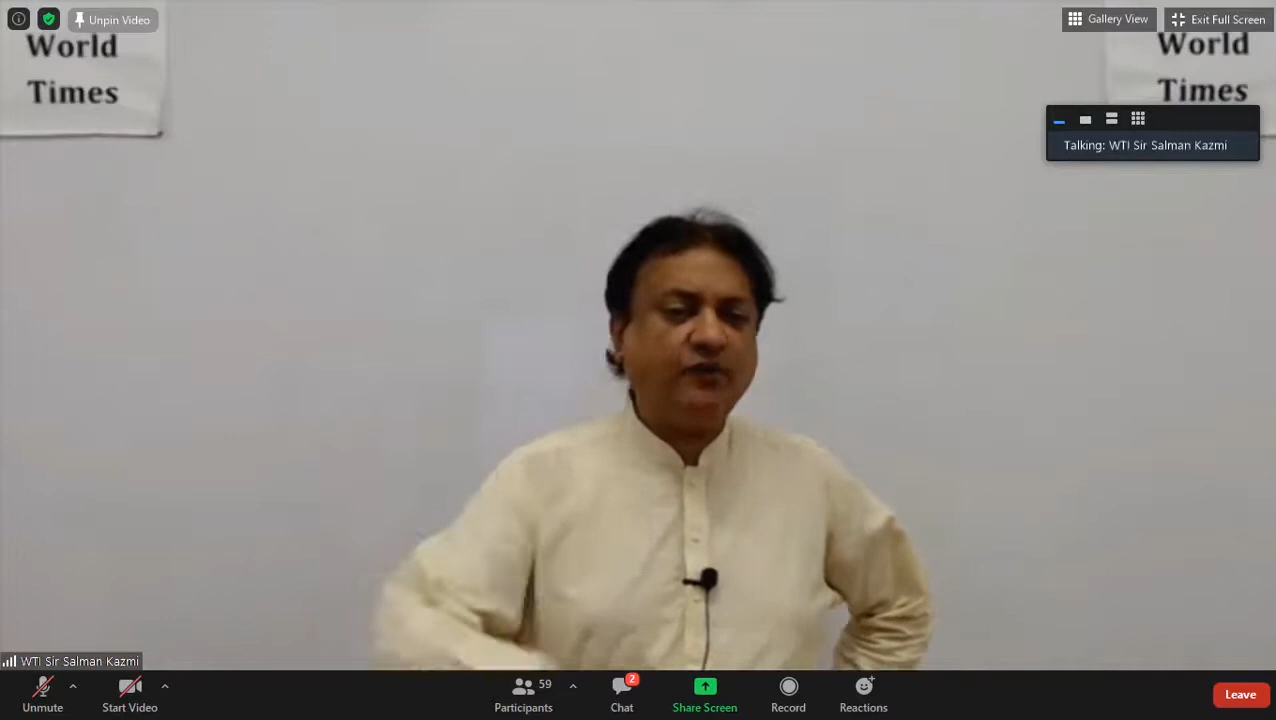 Unpin Video
Gallery View
Exit Full Screen
World
Times
World
Times
Talking: WTI Sir Salman Kazmi
WTI Sir Salman Kazmi
Unmute
Start Video
59
Participants
2
Chat
Share Screen
Record
Reactions
Leave